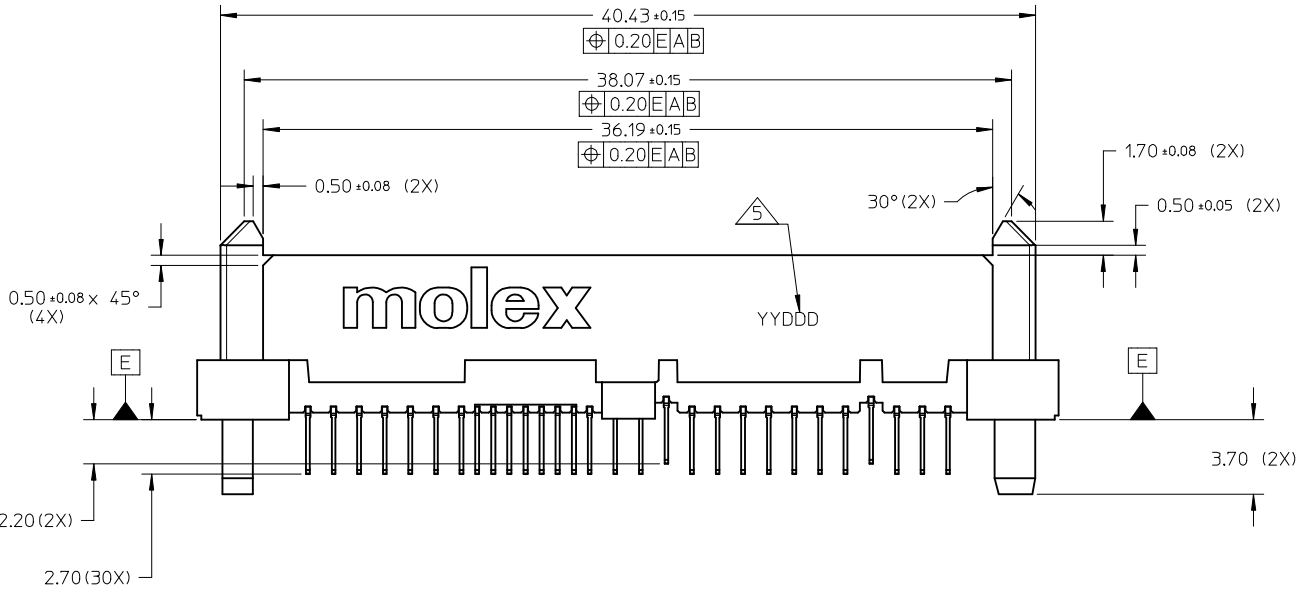 40.43 ±0.15
⌖ 0.20 E A B
38.07 ±0.15
⌖ 0.20 E A B
36.19 ±0.15
⌖ 0.20 E A B
1.70 ±0.08 (2X)
0.50 ±0.08 (2X)
30° (2X)
5
0.50 ±0.05 (2X)
0.50 ±0.08 x 45°
(4X)
molex
YYDDD
E
E
3.70 (2X)
2.20 (2X)
2.70 (30X)